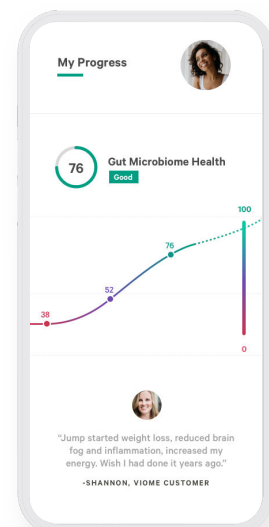 My Progress
76
Gut Microbiome Health
Good
100
76
52
38
0
“Jump started weight loss, reduced brain
fog and inflammation, increased my
energy. Wish I had done it years ago.”
-SHANNON, VIOME CUSTOMER